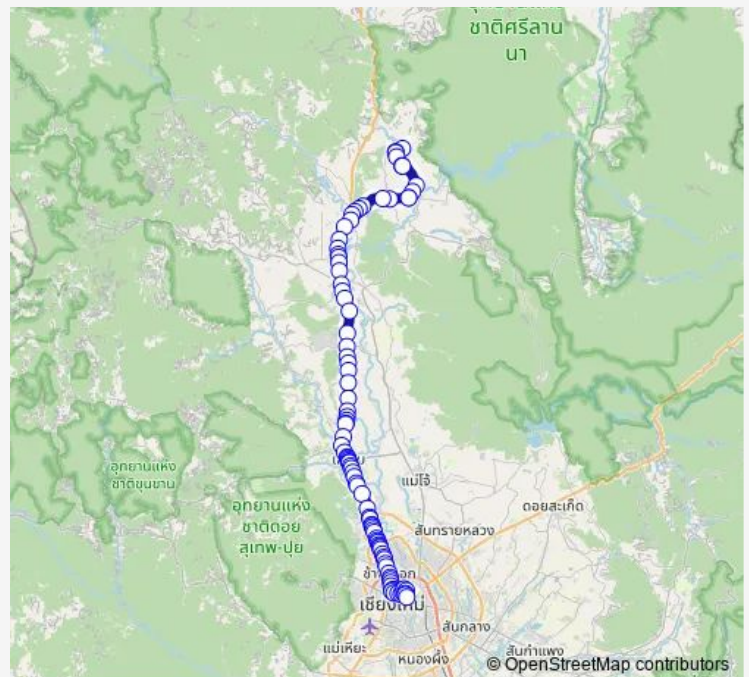 ชาติศรีลาน
นา
อุทยานแห่ง
ชาติขุนขาน
แม่โจ้
อุทยานแห่ง
ชาติดอย
สุเทพ-ปุย
ดอยสะเก็ด
สันทรายหลวง
เชียงใหม่
สันกลาง
แม่เหียะ
หนองผึ้ง
สันกำแพง
© OpenStreetMap contributors